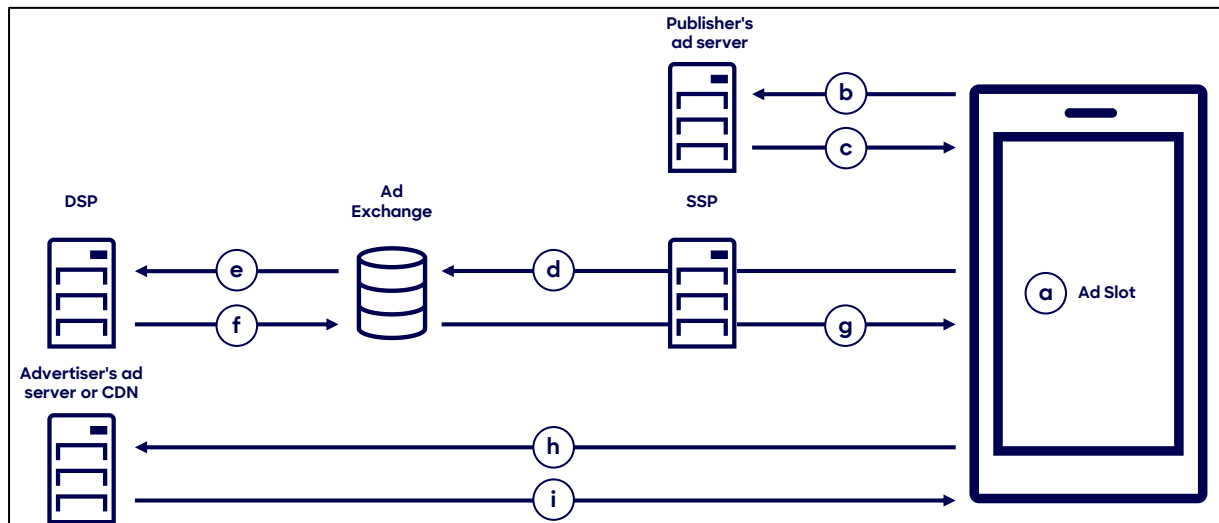 Publisher's
ad server
b
c
DSP
Ad
Exchange
SSP
e
d
a Ad Slot
f
g
Advertiser's ad
server or CDN
h
i